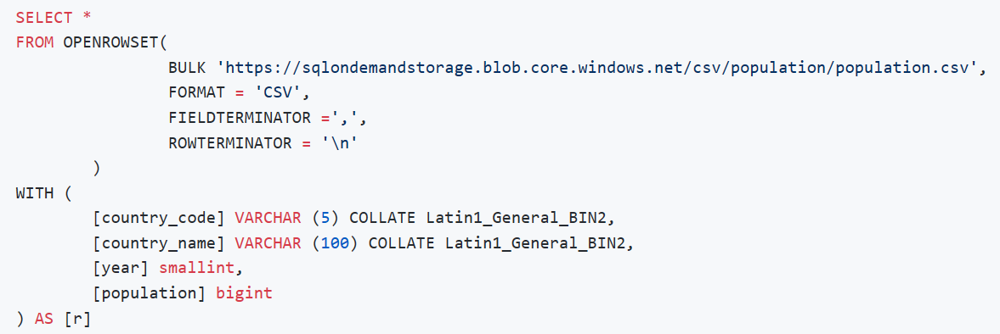 SELECT *
FROM OPENROWSET(
BULK 'https://sqlondemandstorage.blob.core.windows.net/csv/population/population.csv',
FORMAT = 'CSV',
FIELDTERMINATOR =',',
ROWTERMINATOR = '\n'
)
WITH (
[country_code] VARCHAR (5) COLLATE Latin1_General_BIN2,
[country_name] VARCHAR (100) COLLATE Latin1_General_BIN2,
[year] smallint,
[population] bigint
) AS [r]